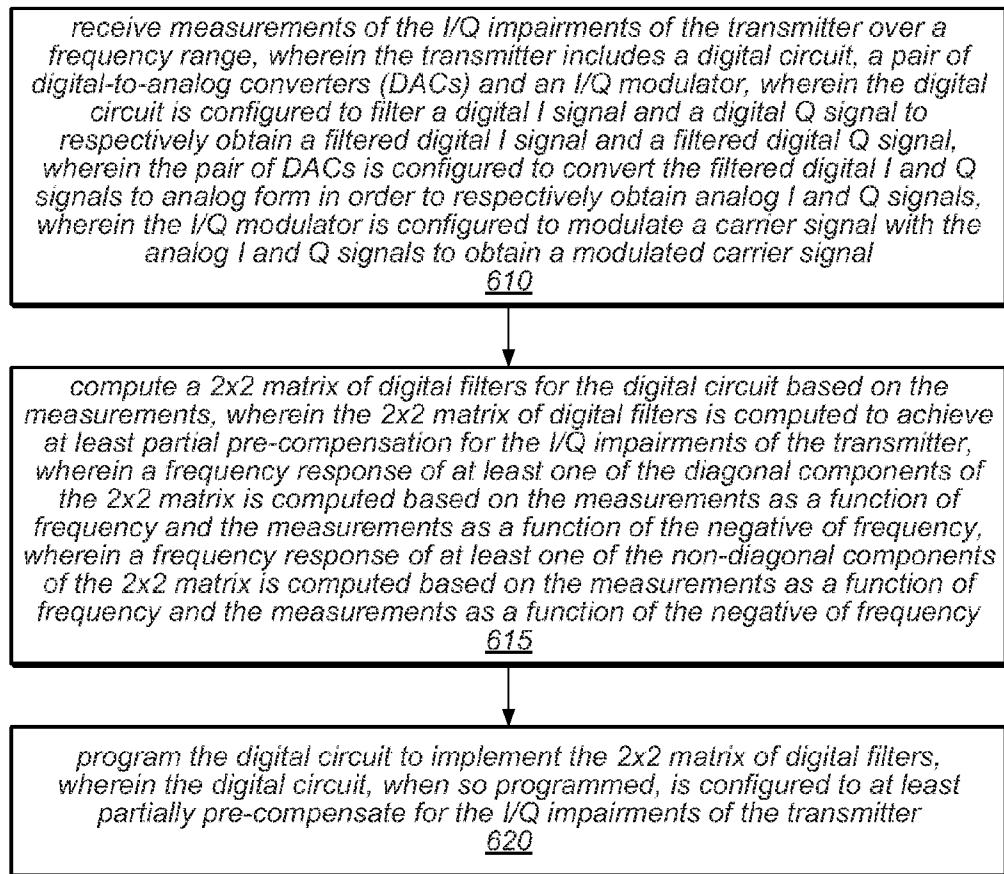 receive measurements of the I/Q impairments of the transmitter over a
frequency range, wherein the transmitter includes a digital circuit, a pair of
digital-to-analog converters (DACs) and an I/Q modulator, wherein the digital
circuit is configured to filter a digital I signal and a digital Q signal to
respectively obtain a filtered digital I signal and a filtered digital Q signal,
wherein the pair of DACs is configured to convert the filtered digital I and Q
signals to analog form in order to respectively obtain analog I and Q signals,
wherein the I/Q modulator is configured to modulate a carrier signal with the
analog I and Q signals to obtain a modulated carrier signal
610
compute a 2x2 matrix of digital filters for the digital circuit based on the
measurements, wherein the 2x2 matrix of digital filters is computed to achieve
at least partial pre-compensation for the I/Q impairments of the transmitter,
wherein a frequency response of at least one of the diagonal components of
the 2x2 matrix is computed based on the measurements as a function of
frequency and the measurements as a function of the negative of frequency,
wherein a frequency response of at least one of the non-diagonal components
of the 2x2 matrix is computed based on the measurements as a function of
frequency and the measurements as a function of the negative of frequency
615
program the digital circuit to implement the 2x2 matrix of digital filters,
wherein the digital circuit, when so programmed, is configured to at least
partially pre-compensate for the I/Q impairments of the transmitter
620